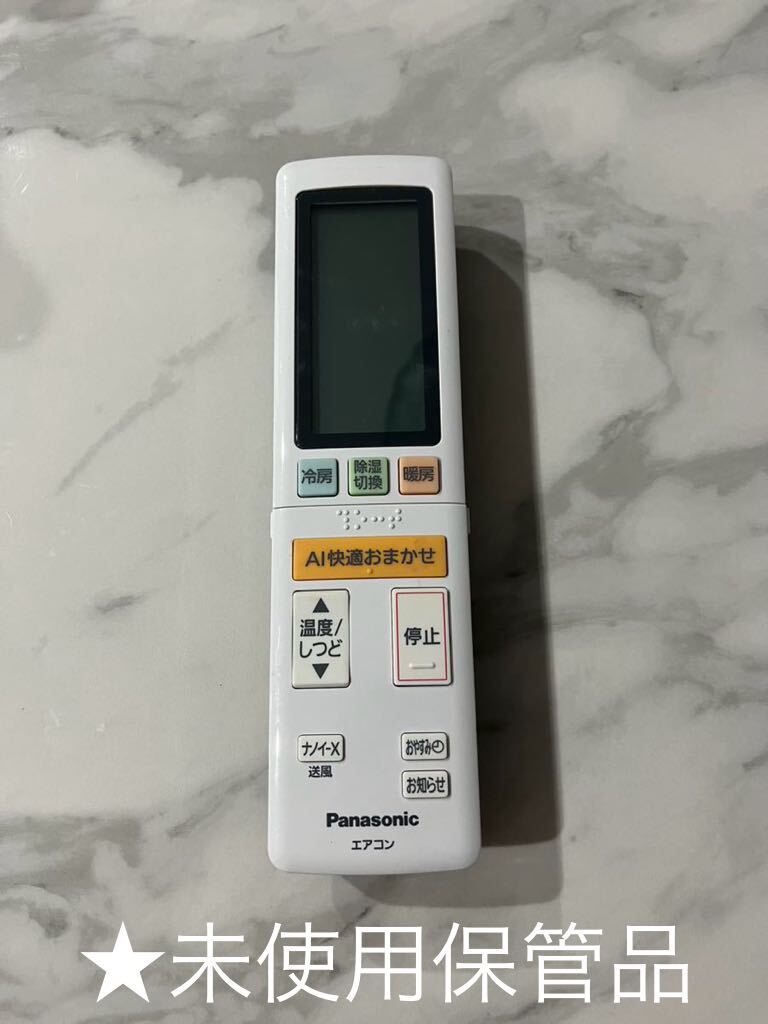 冷房 除湿切換 暖房
AI快適おまかせ
▲
温度/
しつど
▼
停止
ナノイーX
送風
おやすみ
お知らせ
Panasonic
エアコン
★未使用保管品